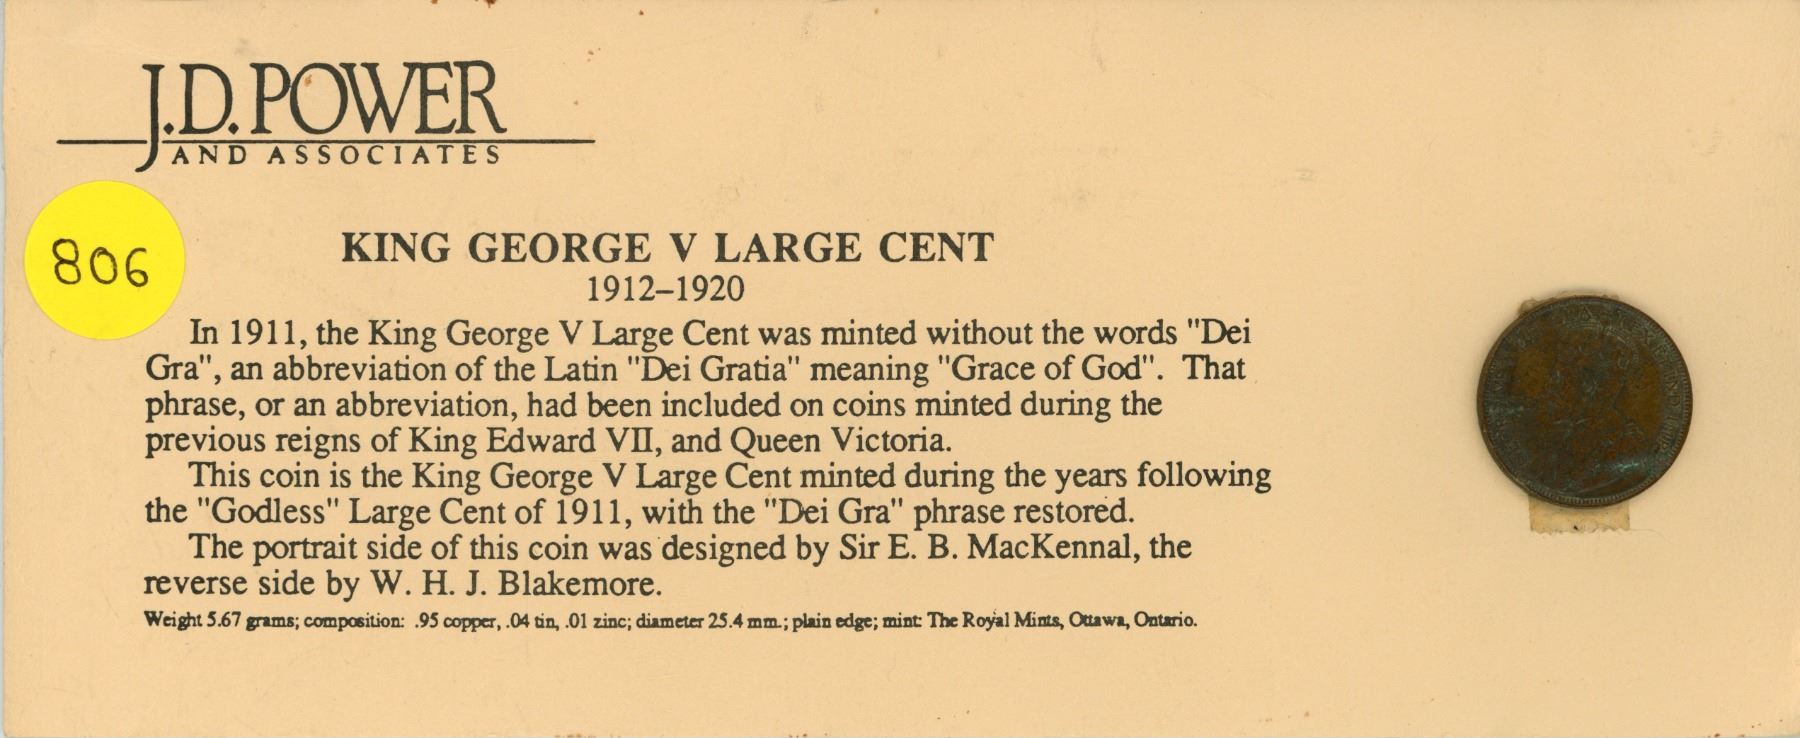 J.D. POWER
AND ASSOCIATES
806
KING GEORGE V LARGE CENT
1912–1920
In 1911, the King George V Large Cent was minted without the words "Dei
Gra", an abbreviation of the Latin "Dei Gratia" meaning "Grace of God". That
phrase, or an abbreviation, had been included on coins minted during the
previous reigns of King Edward VII, and Queen Victoria.
This coin is the King George V Large Cent minted during the years following
the "Godless" Large Cent of 1911, with the "Dei Gra" phrase restored.
The portrait side of this coin was designed by Sir E. B. MacKennal, the
reverse side by W. H. J. Blakemore.
Weight 5.67 grams; composition: .95 copper, .04 tin, .01 zinc; diameter 25.4 mm.; plain edge; mint: The Royal Mints, Ottawa, Ontario.